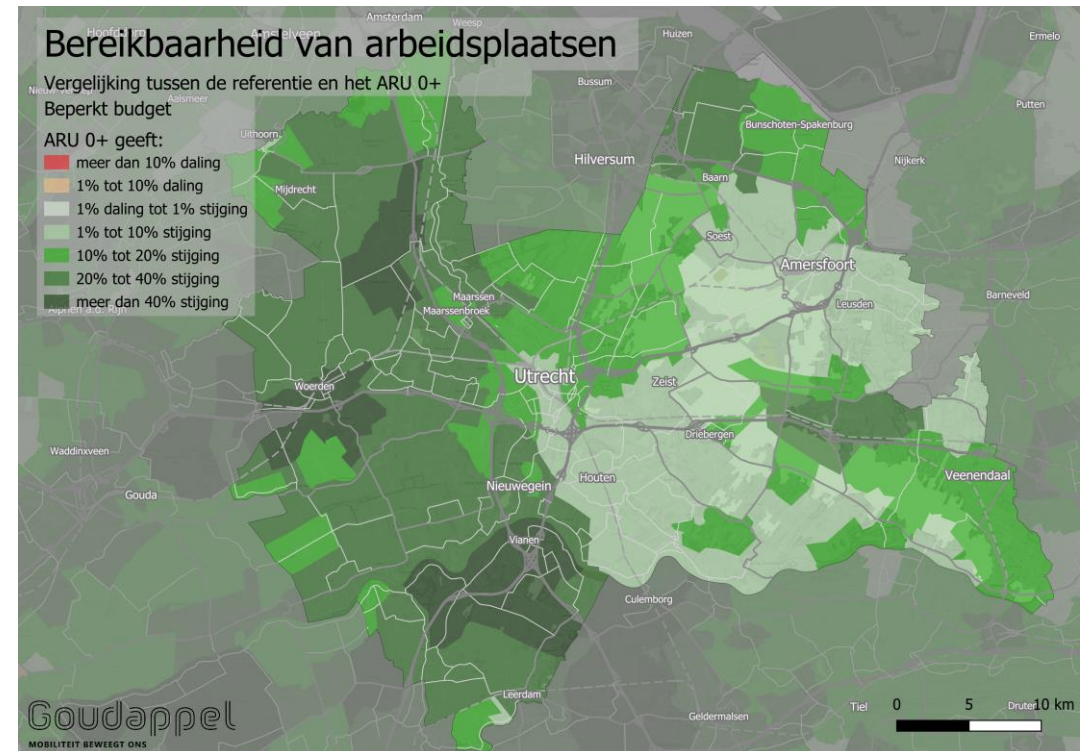 Bereikbaarheid van arbeidsplaatsen
Vergelijking tussen de referentie en het ARU 0+
Beperkt budget
ARU 0+ geeft:
meer dan 10% daling
1% tot 10% daling
1% daling tot 1% stijging
1% tot 10% stijging
10% tot 20% stijging
20% tot 40% stijging
meer dan 40% stijging
Amsterdam
Weesp
Hoofddorp
Amstelveen
Huizen
Ermelo
Bussum
Aalsmeer
Putten
Uithoorn
Bunschoten-Spakenburg
Hilversum
Nijkerk
Mijdrecht
Baarn
Soest
Amersfoort
Maarssen
Leusden
Barneveld
Alphen a.d. Rijn
Maarssenbroek
Utrecht
Zeist
Woerden
Driebergen
Waddinxveen
Veenendaal
Houten
Nieuwegein
Gouda
Vianen
Culemborg
Leerdam
Tiel
Geldermalsen
Druten
0 5 10 km
Goudappel
MOBILITEIT BEWEEGT ONS